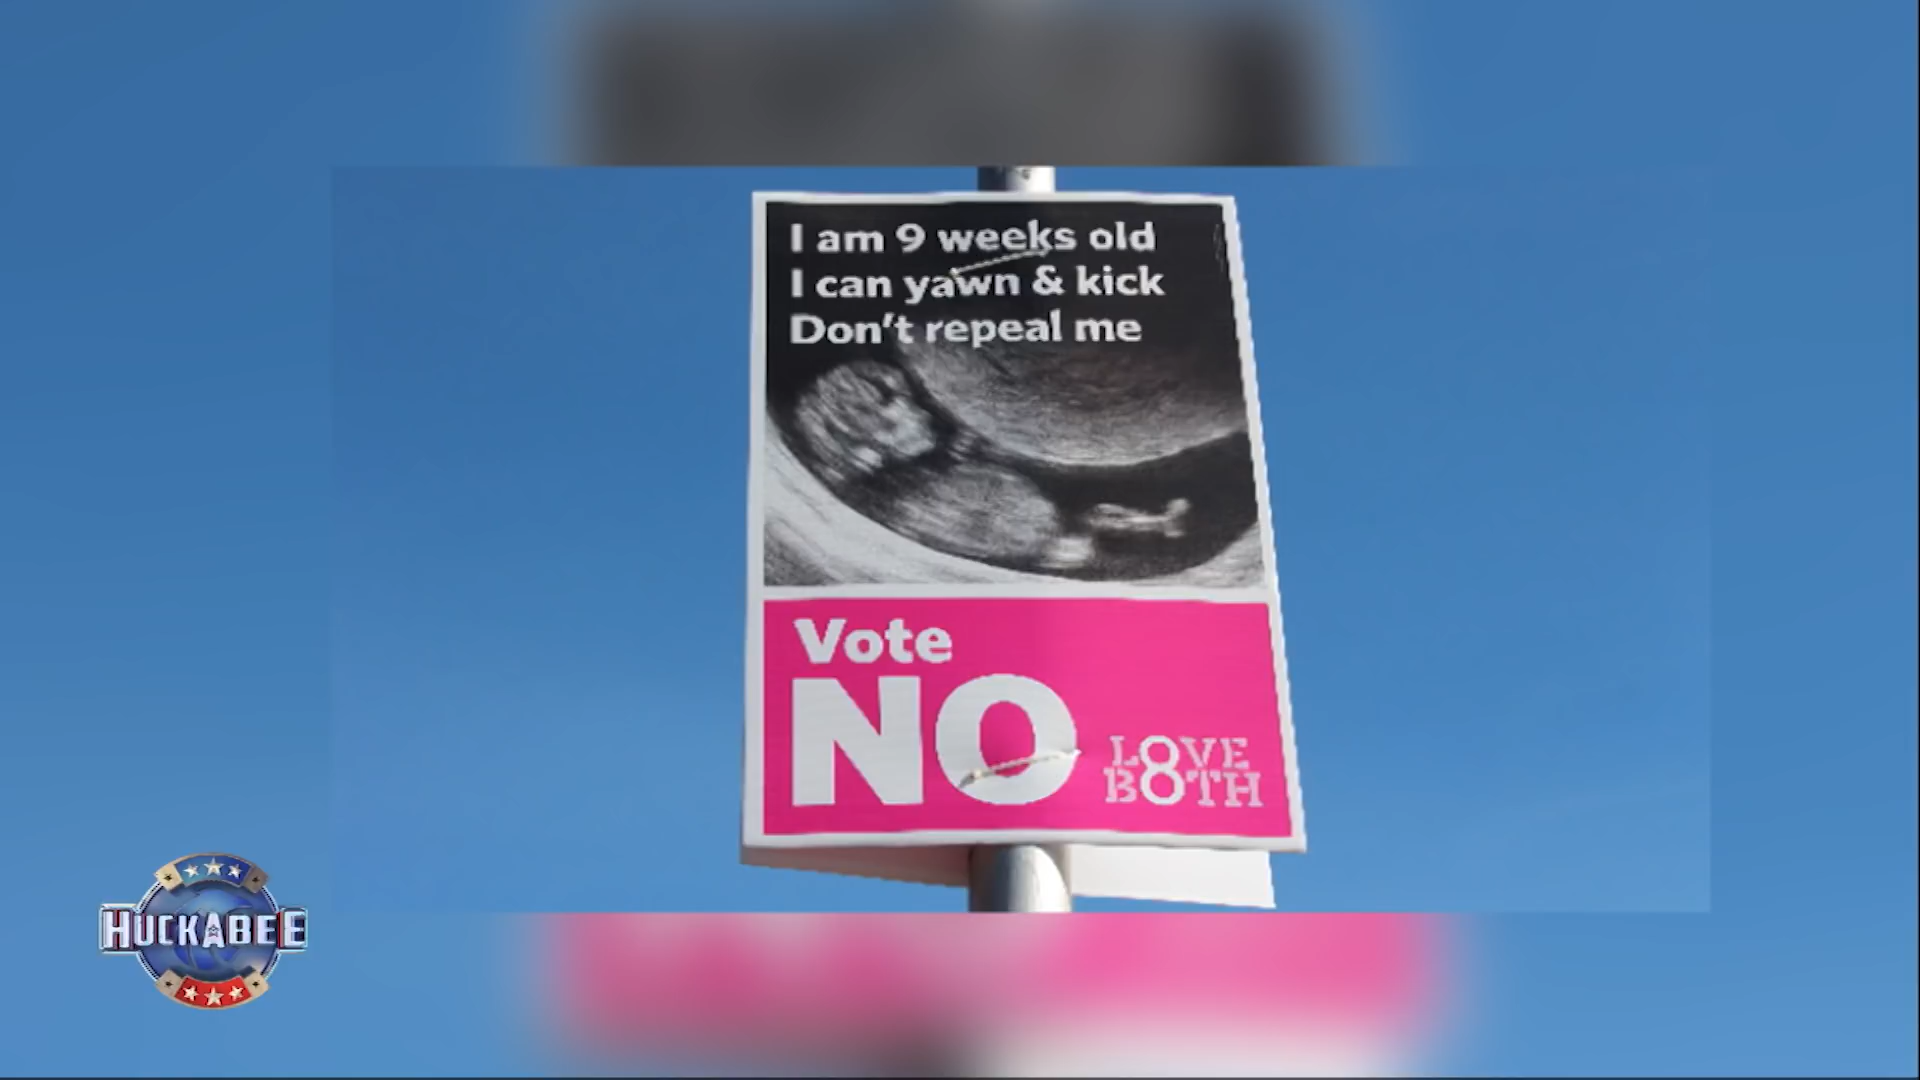 I am 9 weeks old
I can yawn & kick
Don't repeal me
Vote
NO
LOVE
BOTH
HUCKABEE